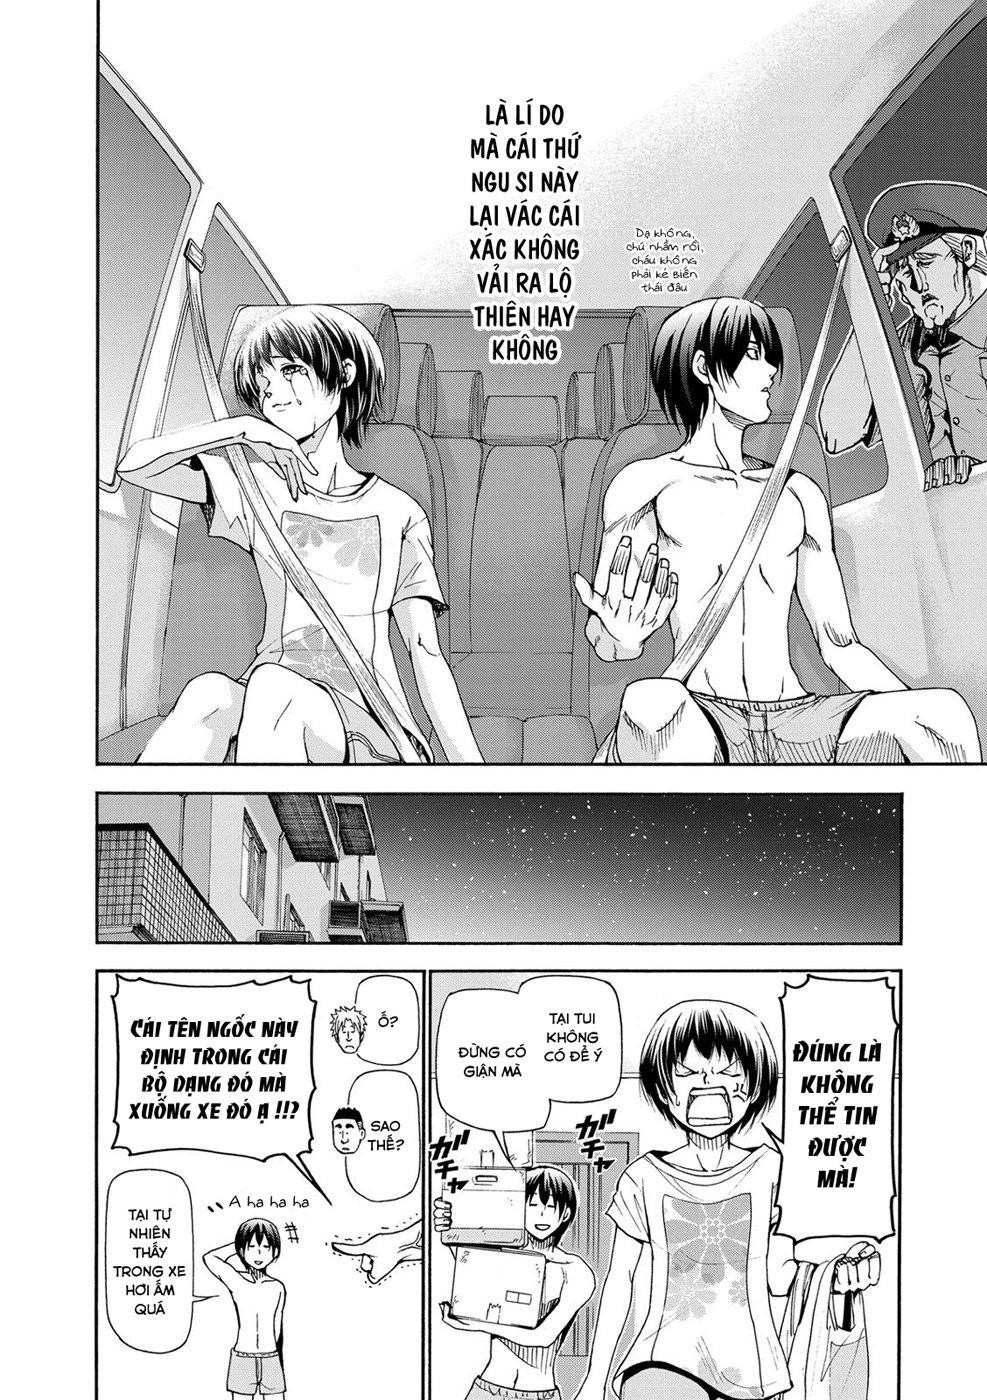 LÀ LÍ DO
MÀ CÁI THỨ
NGU SI NÀY
LẠI VÁC CÁI
XÁC KHÔNG
VẢI RA LỘ
THIÊN HAY
KHÔNG
Dạ không,
chú nhầm rồi,
cháu không
phải kẻ biến
thái đâu
ĐÚNG LÀ
KHÔNG
THỂ TIN
ĐƯỢC
MÀ!
TẠI TUI
KHÔNG
CÓ ĐỂ Ý
ĐỪNG CÓ
GIẬN MÀ
ガチャ
ガチャ
Ố?
SAO
THẾ?
CÁI TÊN NGỐC NÀY
ĐỊNH TRONG CÁI
BỘ DẠNG ĐÓ MÀ
XUỐNG XE ĐÓ Ạ !!!?
A ha ha ha
TẠI TỰ
NHIÊN THẤY
TRONG XE
HƠI ẤM
QUÁ